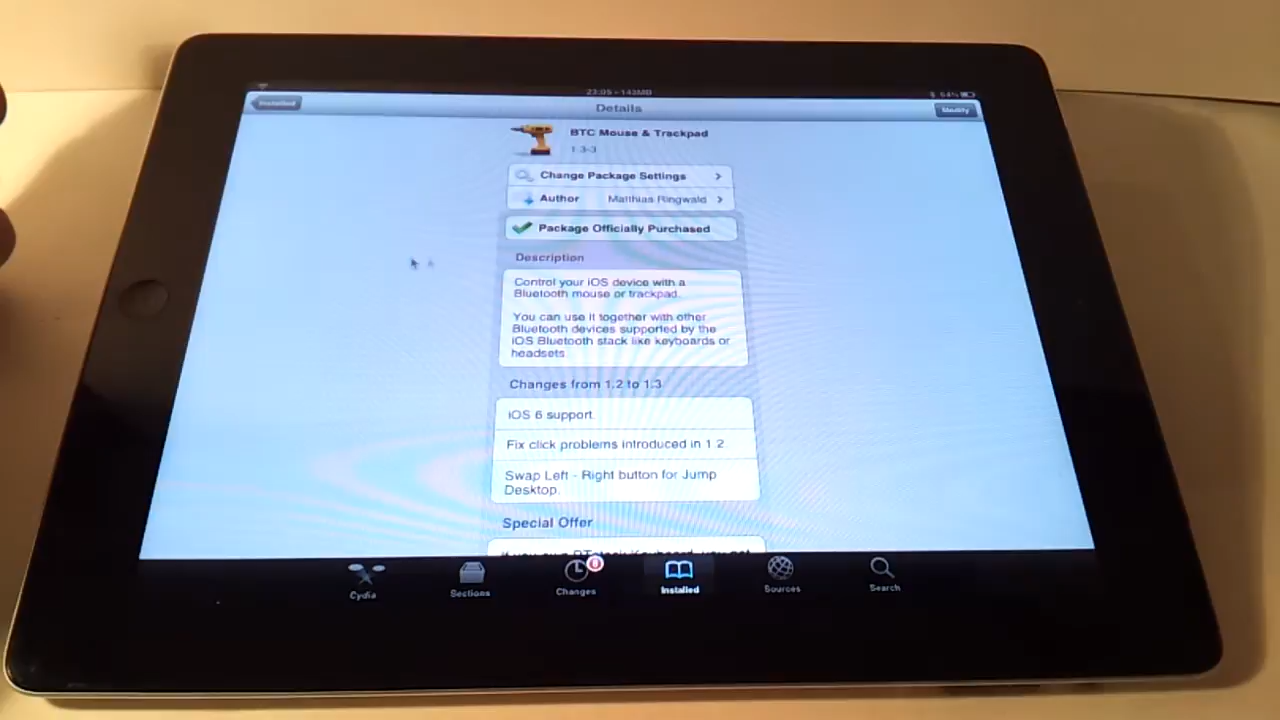 23:05 - 143MB
64%
Installed
Details
Modify
BTC Mouse & Trackpad
1.3-3
Change Package Settings
Author Matthias Ringwald
Package Officially Purchased
Description
Control your iOS device with a
Bluetooth mouse or trackpad.
You can use it together with other
Bluetooth devices supported by the
iOS Bluetooth stack like keyboards or
headsets.
Changes from 1.2 to 1.3
iOS 6 support.
Fix click problems introduced in 1.2
Swap Left - Right button for Jump
Desktop.
Special Offer
Cydia
Sections
Changes
Installed
Sources
Search